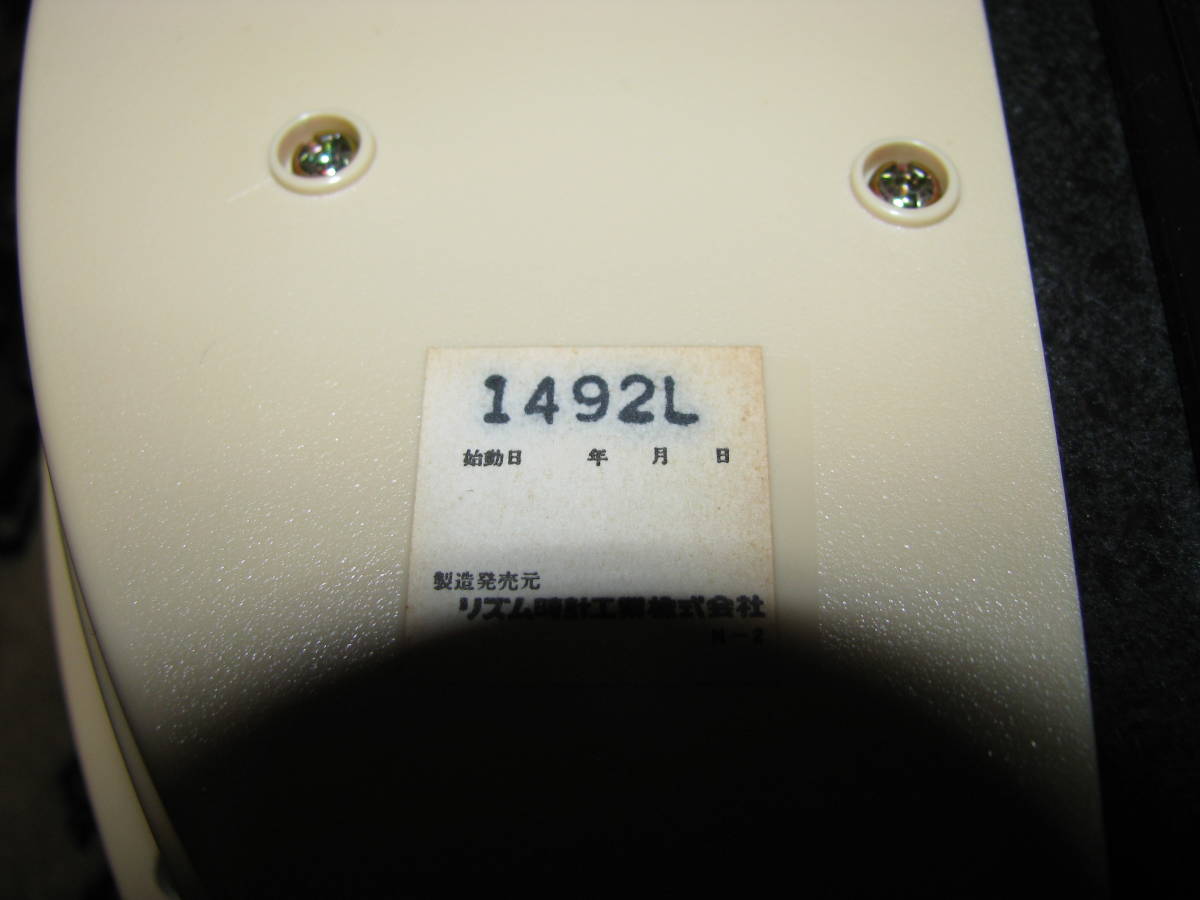 1492L
始動日 年 月 日
製造発売元
リズム時計工業株式会社
M-2